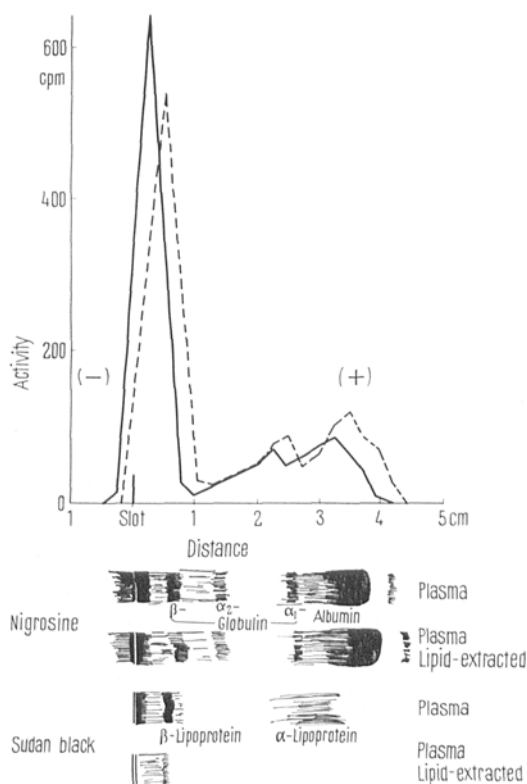 600
cpm
400
200
0
Activity
(−)
(+)
1
Slot
1
2
3
4
5 cm
Distance
Nigrosine
β-
α₂-
α₁-
Globulin
Albumin
Plasma
Plasma
Lipid-extracted
Sudan black
β-Lipoprotein
α-Lipoprotein
Plasma
Plasma
Lipid-extracted